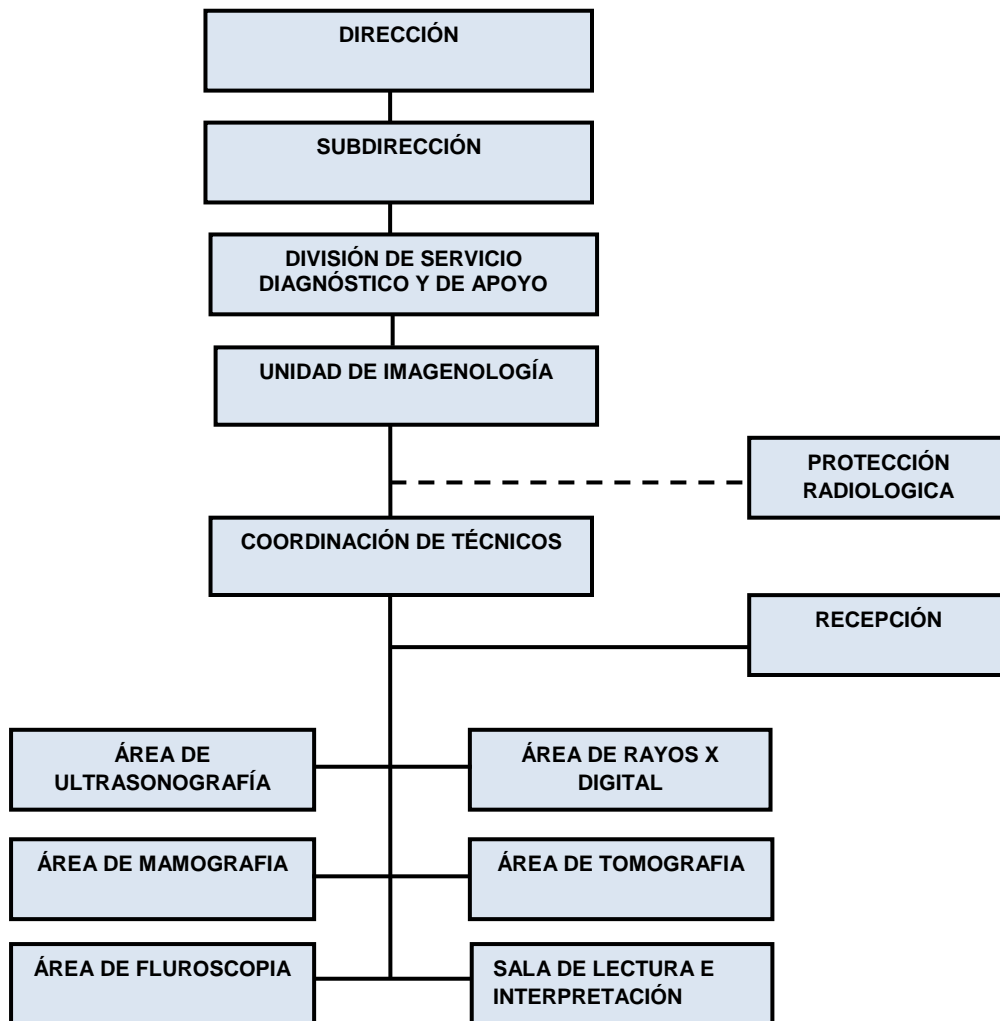 DIRECCIÓN
SUBDIRECCIÓN
DIVISIÓN DE SERVICIO
DIAGNÓSTICO Y DE APOYO
UNIDAD DE IMAGENOLOGÍA
PROTECCIÓN
RADIOLOGICA
COORDINACIÓN DE TÉCNICOS
RECEPCIÓN
ÁREA DE
ULTRASONOGRAFÍA
ÁREA DE RAYOS X
DIGITAL
ÁREA DE MAMOGRAFIA
ÁREA DE TOMOGRAFIA
ÁREA DE FLUROSCOPIA
SALA DE LECTURA E
INTERPRETACIÓN